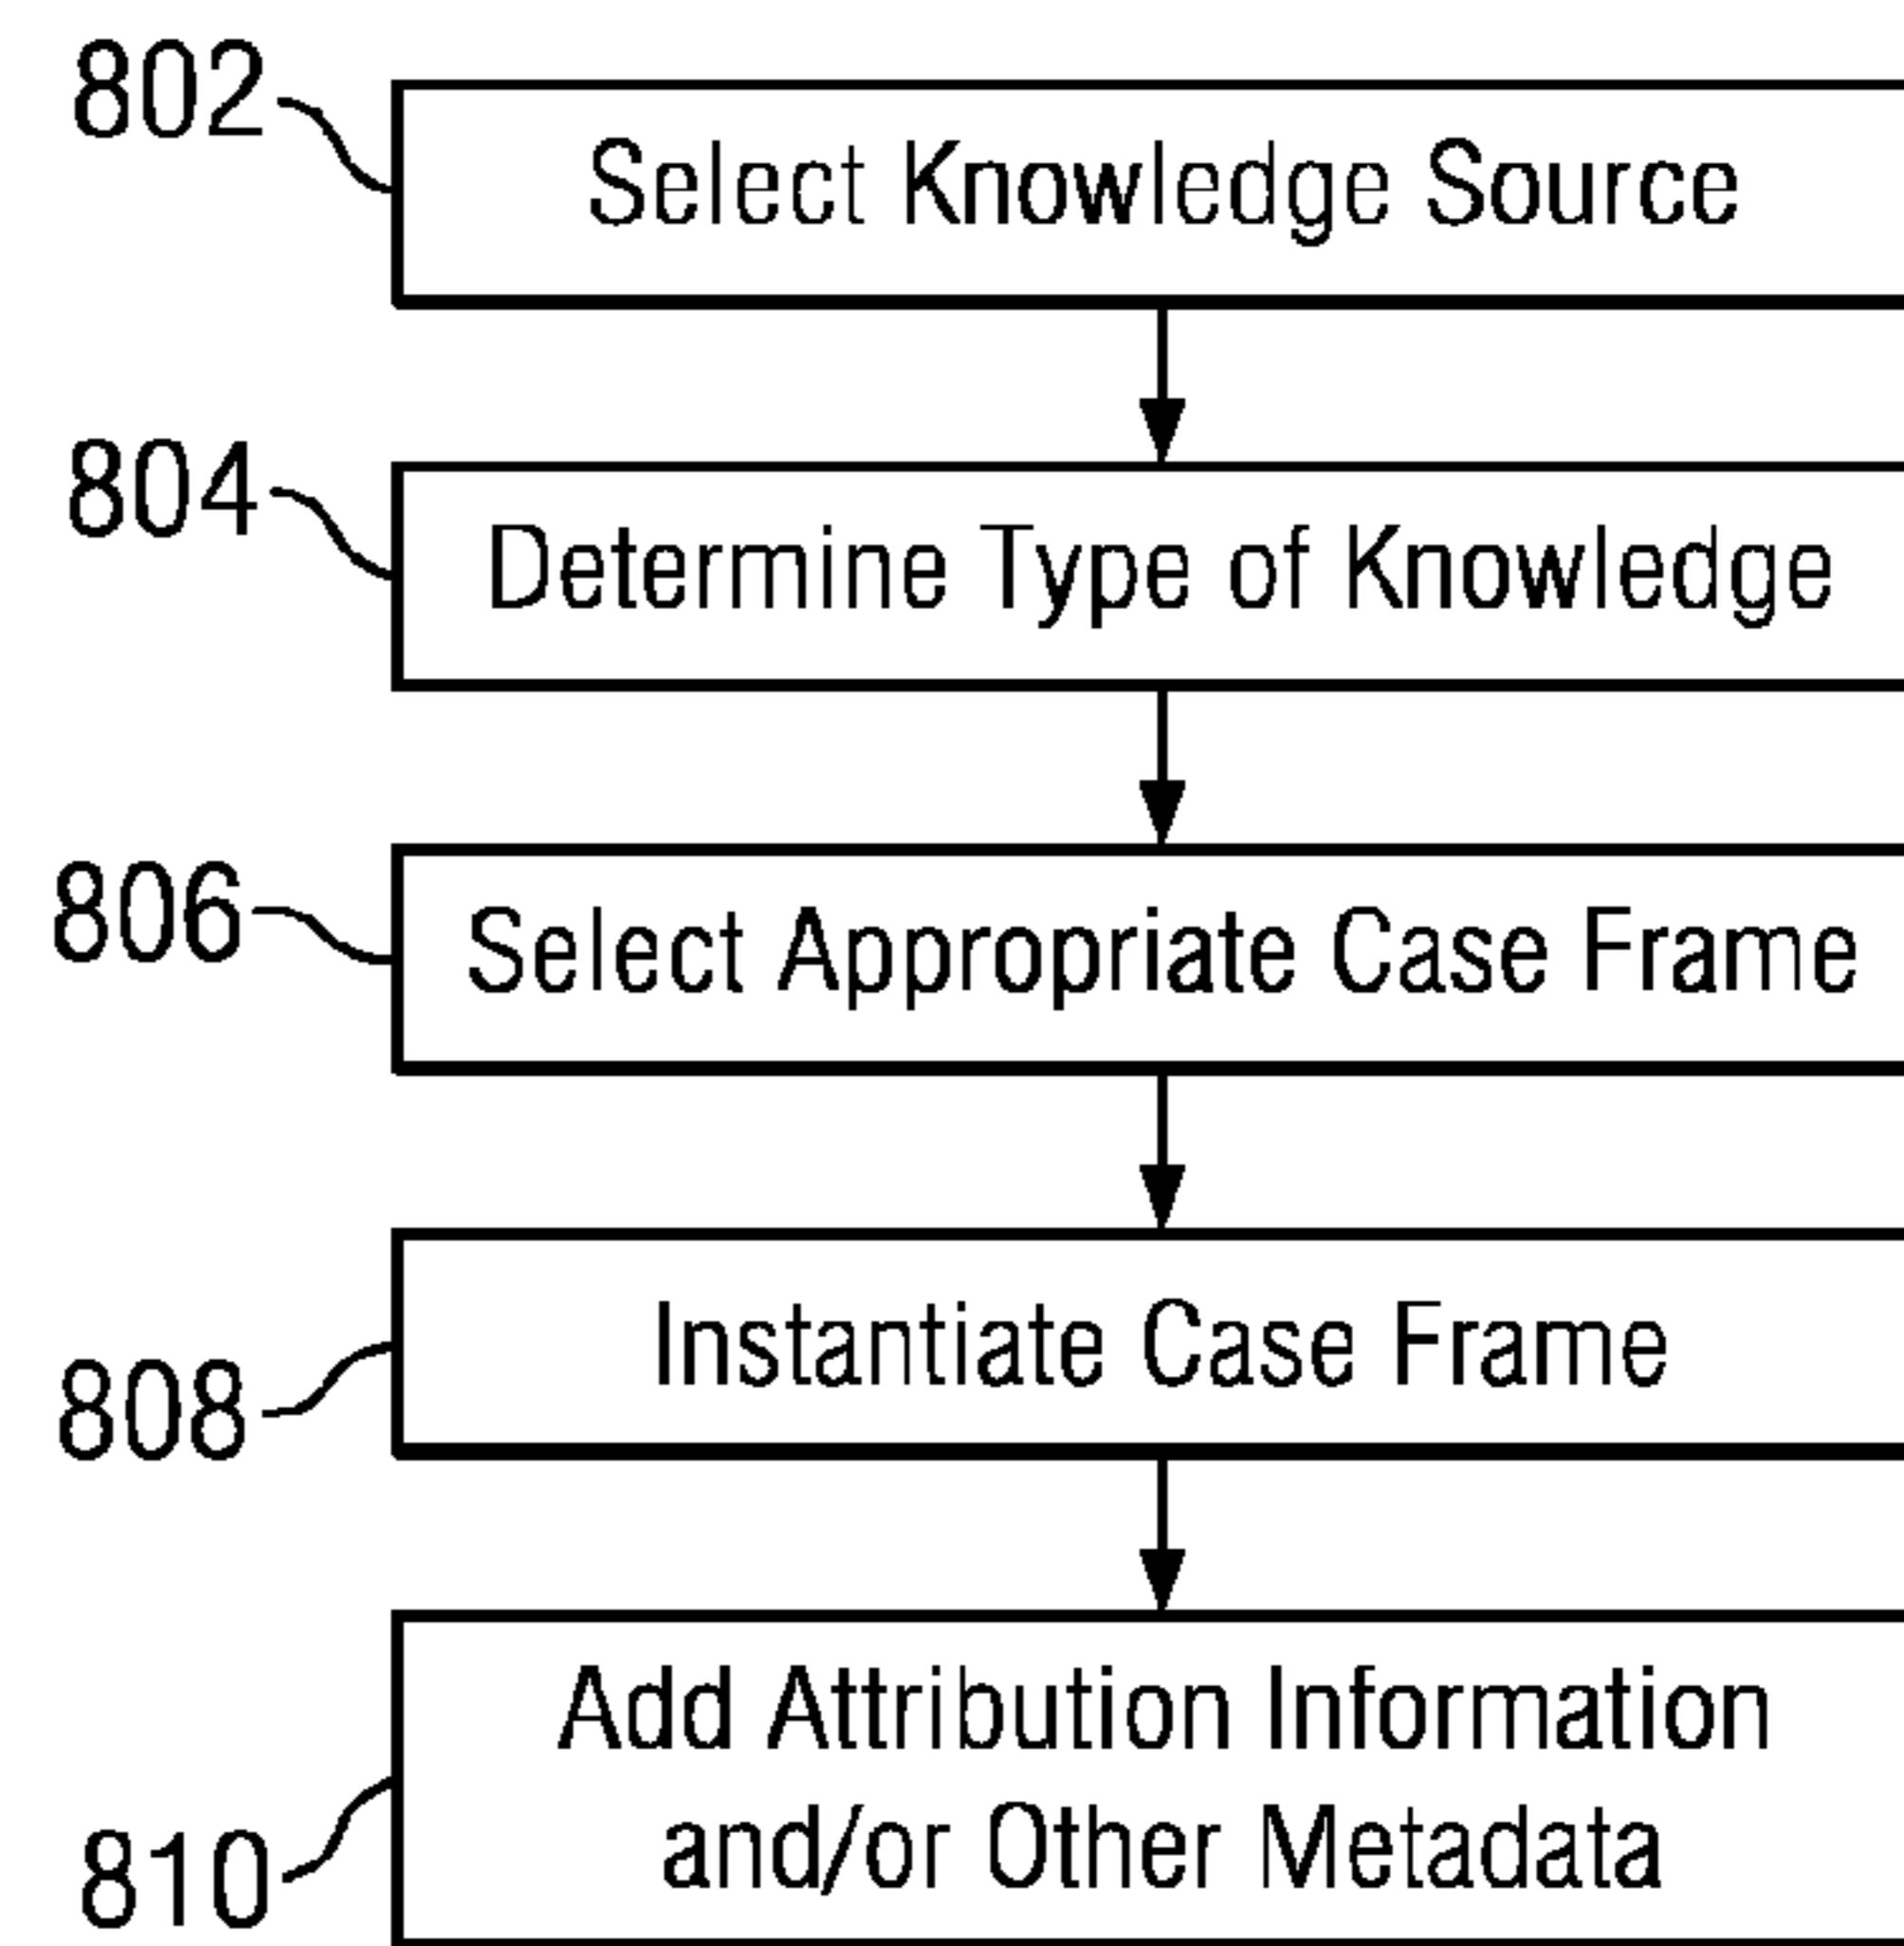 802
Select Knowledge Source
804
Determine Type of Knowledge
806
Select Appropriate Case Frame
808
Instantiate Case Frame
810
Add Attribution Information
and/or Other Metadata